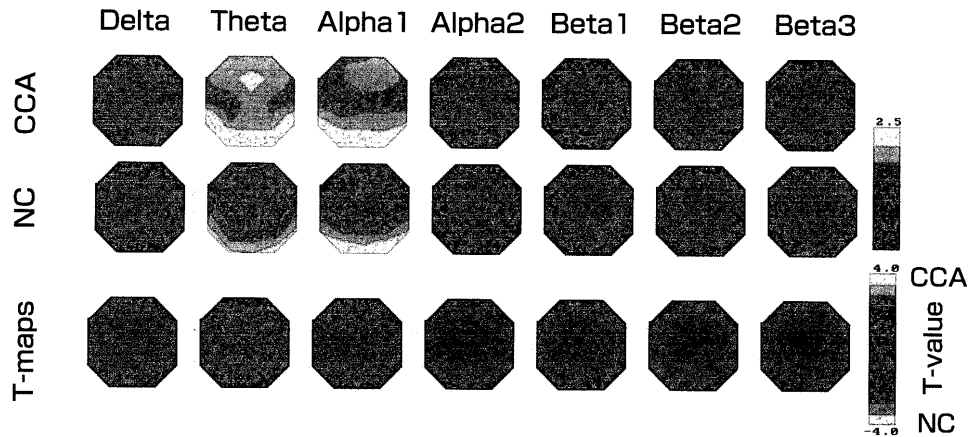 Delta Theta Alpha1 Alpha2 Beta1 Beta2 Beta3
CCA
2.5
NC
4.0
CCA
T-maps
T-value
NC
-4.0